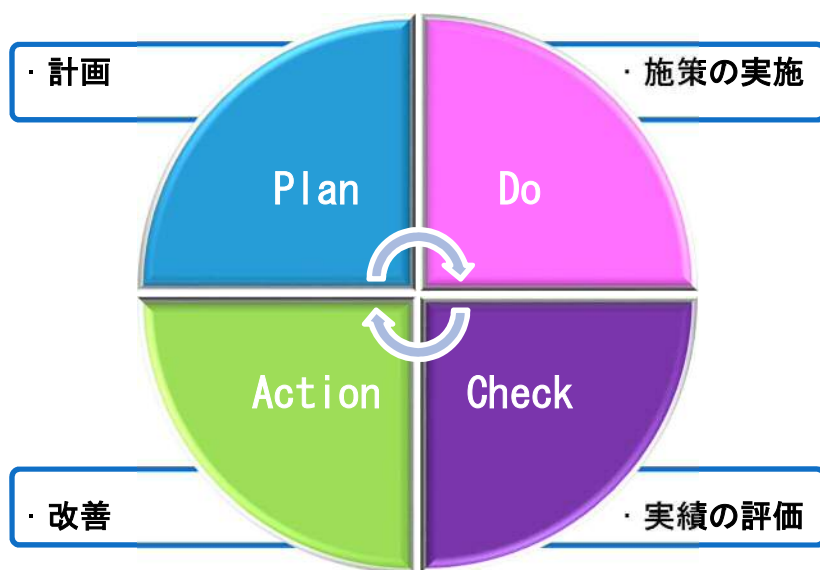 ・計画
・施策の実施
Plan
Do
Action
Check
・改善
・実績の評価